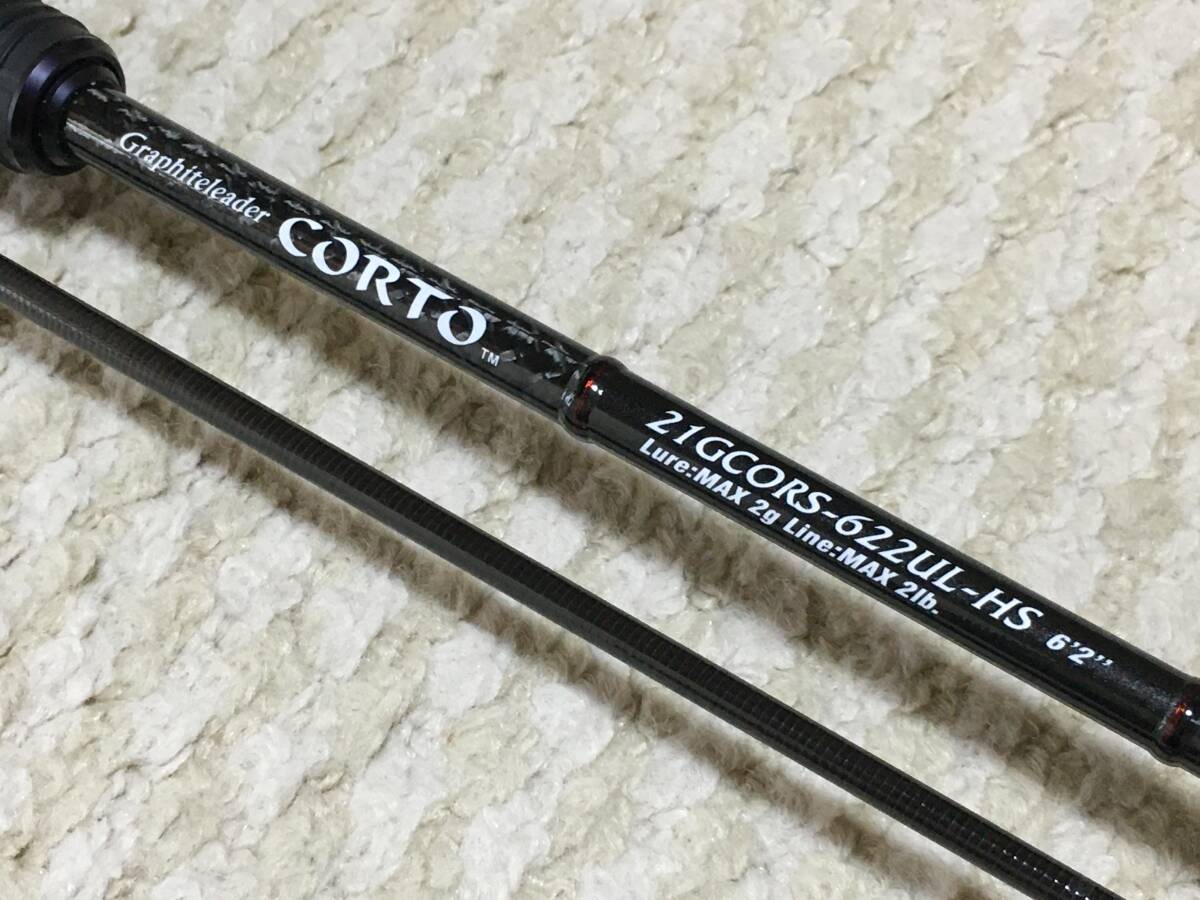 Graphiteleader CORTO™
21GCORS-622UL-HS 6'2"
Lure:MAX 2g Line:MAX 2lb.